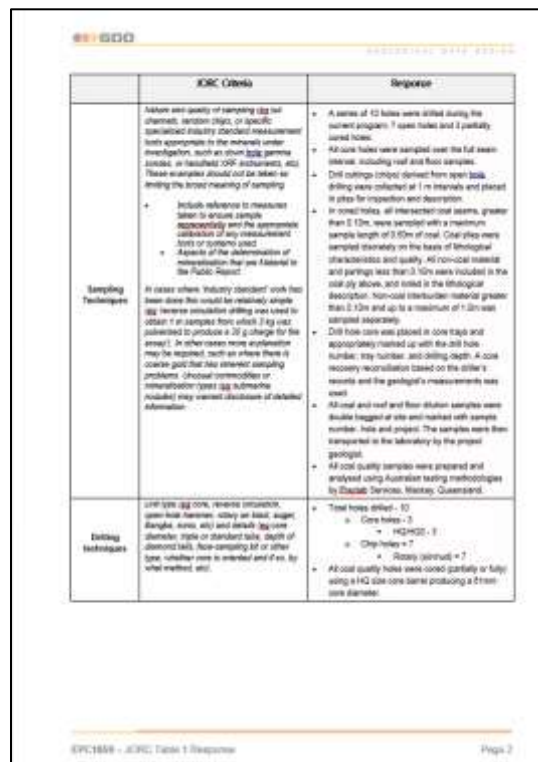 JORC Criteria
Response
Sampling
Techniques
Nature and quality of sampling (eg cut
channels, random chips, or specific
specialised industry standard measurement
tools appropriate to the minerals under
investigation, such as down hole gamma
sondes, or handheld XRF instruments, etc).
These examples should not be taken as
limiting the broad meaning of sampling.
Include reference to measures
taken to ensure sample
representivity and the appropriate
calibration of any measurement
tools or systems used.
Aspects of the determination of
mineralisation that are Material to
the Public Report.
In cases where 'industry standard' work has
been done this would be relatively simple
(eg 'reverse circulation drilling was used to
obtain 1 m samples from which 3 kg was
pulverised to produce a 30 g charge for fire
assay'). In other cases more explanation
may be required, such as where there is
coarse gold that has inherent sampling
problems. Unusual commodities or
mineralisation types (eg submarine
nodules) may warrant disclosure of detailed
information.
A series of 10 holes were drilled during the
current program; 7 open holes and 3 partially
cored holes.
All core holes were sampled over the full seam
interval, including roof and floor samples.
Drill cuttings (chips) derived from open hole
drilling were collected at 1 m intervals and placed
in piles for inspection and description.
In cored holes, all intersected coal seams, greater
than 0.10m, were sampled with a maximum
sample length of 0.50m of coal. Coal plies were
sampled discretely on the basis of lithological
characteristics and quality. All non-coal material
and partings less than 0.10m were included in the
coal ply above, and noted in the lithological
description. Non-coal interburden material greater
than 0.10m and up to a maximum of 1.0m was
sampled separately.
Drill hole core was placed in core trays and
appropriately marked up with the drill hole
number, tray number, and drilling depth. A core
recovery reconciliation based on the driller's
records and the geologist's measurements was
used.
All coal and roof and floor dilution samples were
double bagged at site and marked with sample
number, hole and project. The samples were then
transported to the laboratory by the project
geologist.
All coal quality samples were prepared and
analysed using Australian testing methodologies
by Services, Mackay, Queensland.
Drilling
techniques
Drill type (eg core, reverse circulation,
open-hole hammer, rotary air blast, auger,
Bangka, sonic, etc) and details (eg core
diameter, triple or standard tube, depth of
diamond tails, face-sampling bit or other
type, whether core is oriented and if so, by
what method, etc).
Total holes drilled - 10
Core holes - 3
- 3
Chip holes = 7
Rotary (air/mud) = 7
All coal quality holes were cored (partially or fully)
using a HQ size core barrel producing a 61mm
core diameter.
EPC1859 – JORC Table 1 Response
Page 2